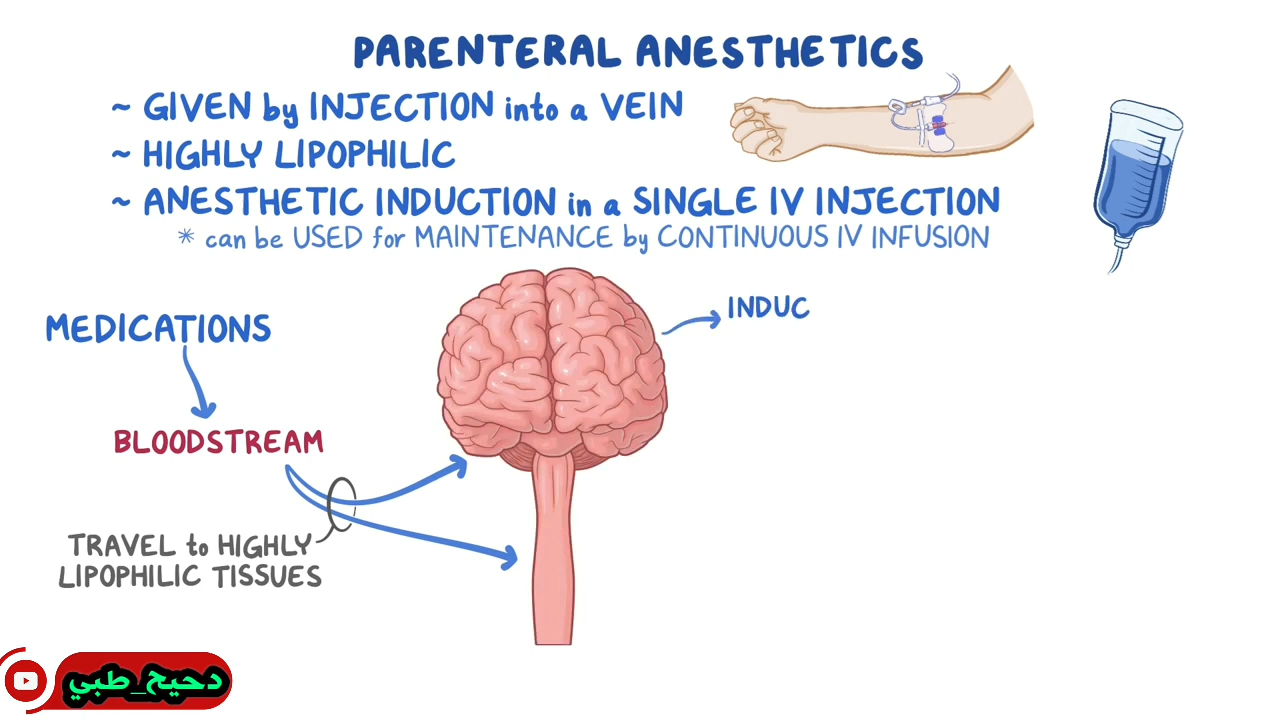 PARENTERAL ANESTHETICS
~ GIVEN by INJECTION into a VEIN
~ HIGHLY LIPOPHILIC
~ ANESTHETIC INDUCTION in a SINGLE IV INJECTION
* can be USED for MAINTENANCE by CONTINUOUS IV INFUSION
INDUC
MEDICATIONS
BLOODSTREAM
TRAVEL to HIGHLY
LIPOPHILIC TISSUES
دحيح_طبي